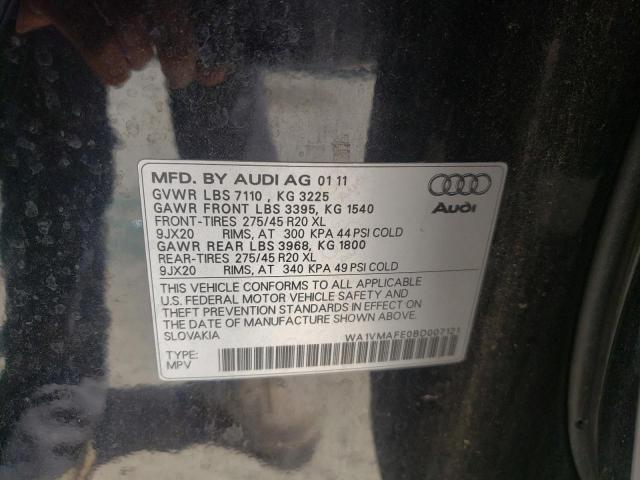 MFD. BY AUDI AG 01 11
GVWR LBS 7110 , KG 3225
GAWR FRONT LBS 3395, KG 1540
FRONT-TIRES 275/45 R20 XL
9JX20 RIMS, AT 300 KPA 44 PSI COLD
GAWR REAR LBS 3968, KG 1800
REAR-TIRES 275/45 R20 XL
9JX20 RIMS, AT 340 KPA 49 PSI COLD
Audi
THIS VEHICLE CONFORMS TO ALL APPLICABLE
U.S. FEDERAL MOTOR VEHICLE SAFETY AND
THEFT PREVENTION STANDARDS IN EFFECT ON
THE DATE OF MANUFACTURE SHOWN ABOVE.
SLOVAKIA
WA1VMAFE0BD007121
TYPE:
MPV